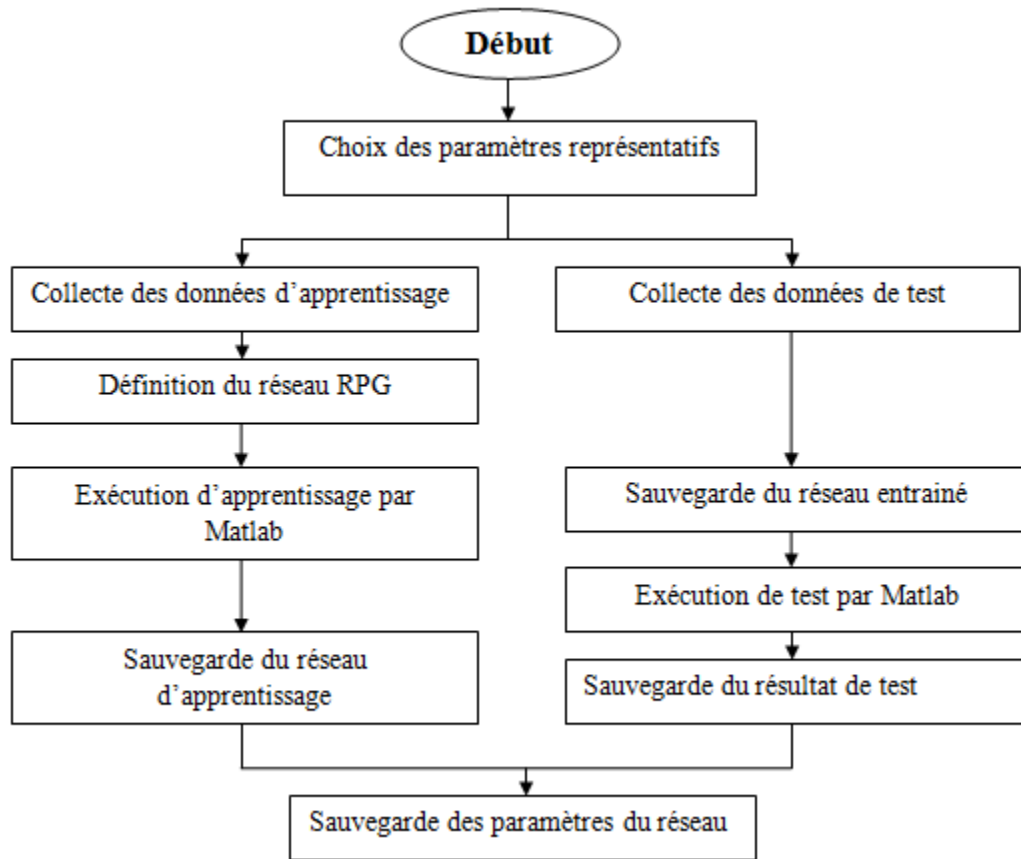 Début
Choix des paramètres représentatifs
Collecte des données d’apprentissage
Collecte des données de test
Définition du réseau RPG
Exécution d’apprentissage par
Matlab
Sauvegarde du réseau entrainé
Exécution de test par Matlab
Sauvegarde du réseau
d’apprentissage
Sauvegarde du résultat de test
Sauvegarde des paramètres du réseau